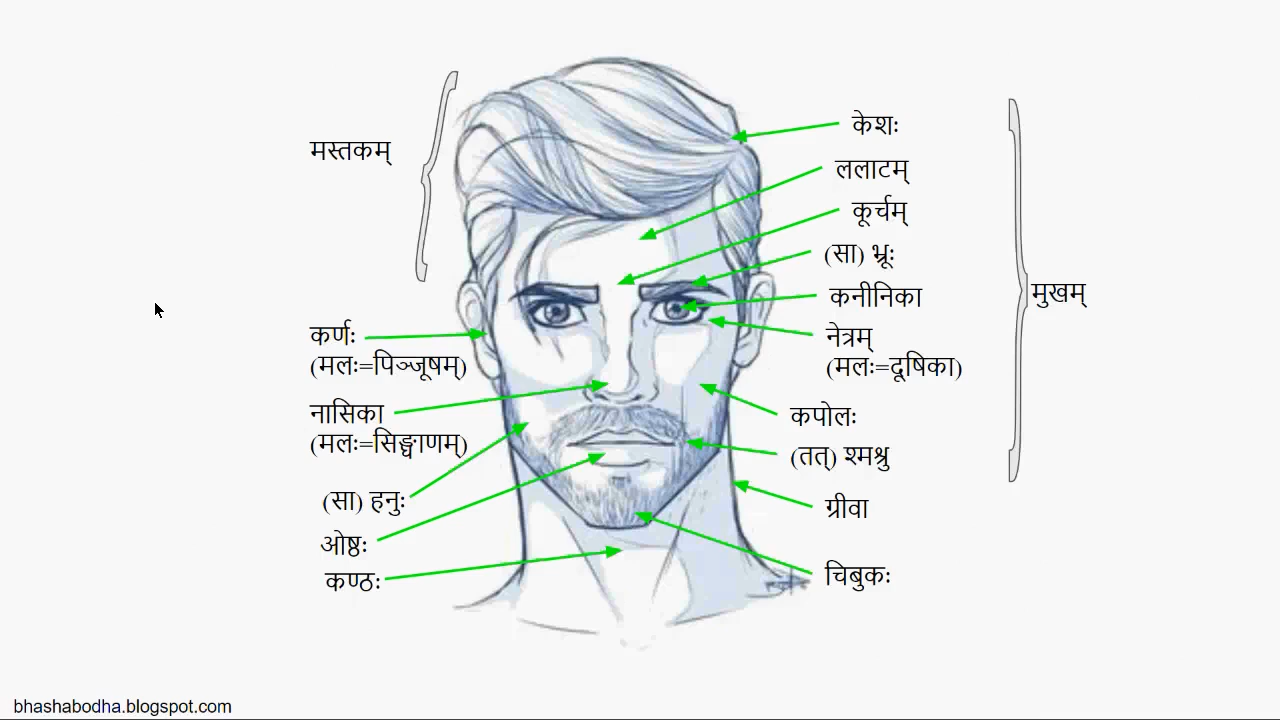 मस्तकम्
केशः
ललाटम्
कूर्चम्
(सा) भ्रूः
कनीनिका
मुखम्
कर्णः
(मलः=पिञ्जूषम्)
नेत्रम्
(मलः=दूषिका)
नासिका
(मलः=सिङ्घाणम्)
कपोलः
(तत्) श्मश्रु
(सा) हनुः
ग्रीवा
ओष्ठः
कण्ठः
चिबुकः
bhashabodha.blogspot.com